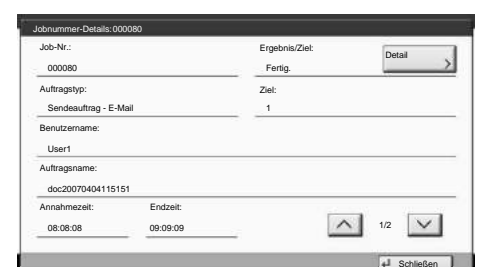 Jobnummer-Details: 000080
Job-Nr.: Ergebnis/Ziel:
000080 Fertig. Detail
Auftragstyp: Ziel:
Sendeauftrag - E-Mail 1
Benutzername:
User1
Auftragsname:
doc20070404115151
Annahmezeit: Endzeit:
08:08:08 09:09:09 1/2
Schließen